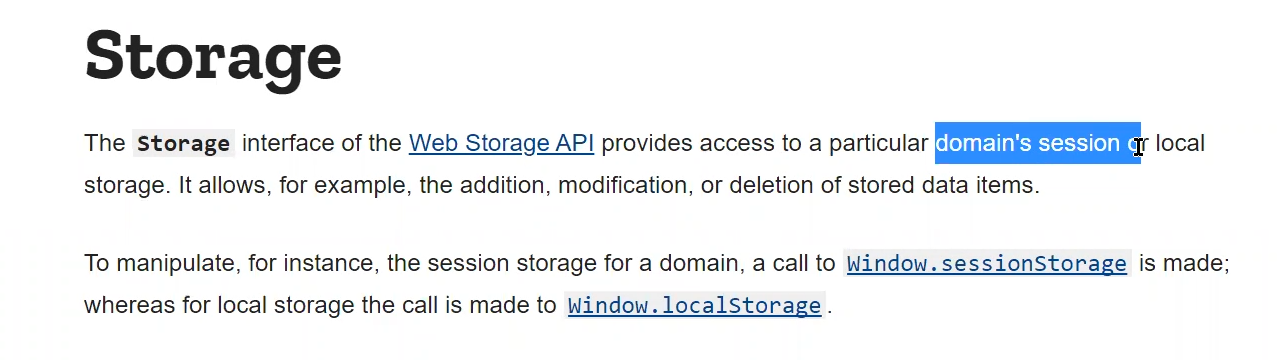 Storage
The Storage interface of the Web Storage API provides access to a particular domain's session or local
storage. It allows, for example, the addition, modification, or deletion of stored data items.
To manipulate, for instance, the session storage for a domain, a call to Window.sessionStorage is made;
whereas for local storage the call is made to Window.localStorage.